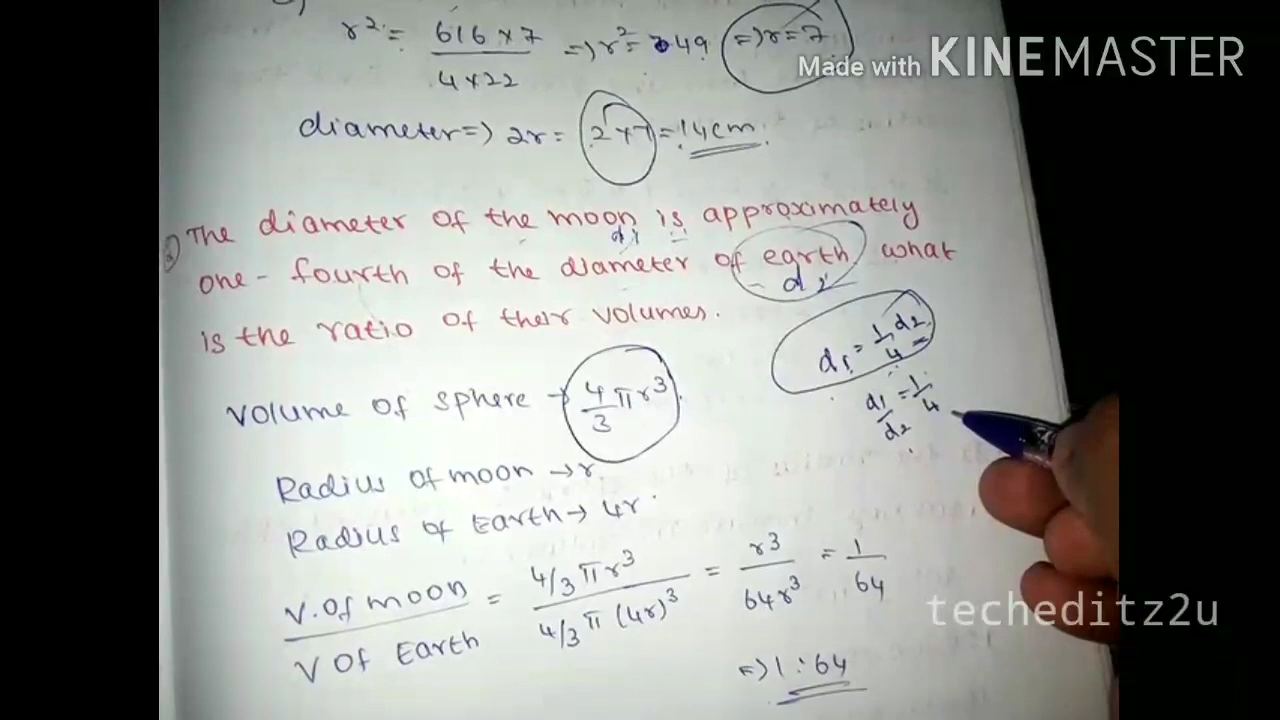 r² = 616 × 7 / 4 × 22 => r² = 49 => r = 7
Made with KINEMASTER
diameter => 2r = 2 × 7 = 14cm.
The diameter of the moon is approximately
d1
one - fourth of the diameter of earth what
d2
is the ratio of their volumes.
d1 = 1/4 d2
volume of sphere → 4/3 πr³
d1/d2 = 1/4
Radius of moon → r
Radius of Earth → 4r
V. of moon / V of Earth = 4/3 πr³ / 4/3 π (4r)³ = r³ / 64r³ = 1/64
techeditz2u
=> 1 : 64